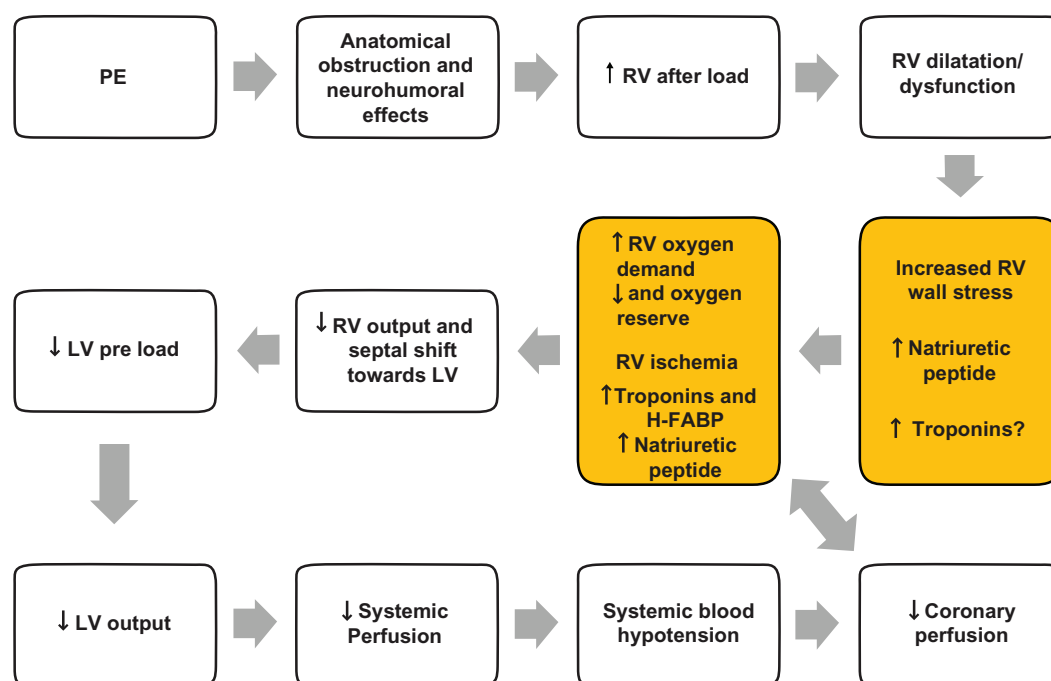 PE
Anatomical
obstruction and
neurohumoral
effects
↑ RV after load
RV dilatation/
dysfunction
Increased RV
wall stress
↑ Natriuretic
peptide
↑ Troponins?
↑ RV oxygen
demand
↓ and oxygen
reserve
RV ischemia
↑ Troponins and
H-FABP
↑ Natriuretic
peptide
↓ RV output and
septal shift
towards LV
↓ LV pre load
↓ LV output
↓ Systemic
Perfusion
Systemic blood
hypotension
↓ Coronary
perfusion